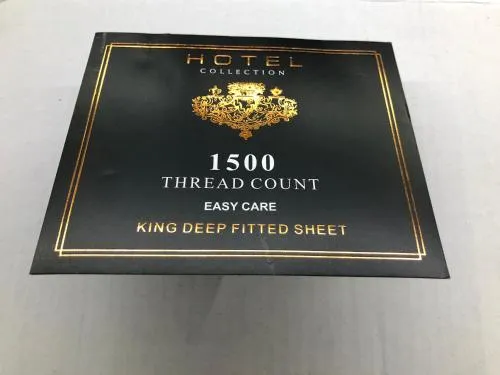 HOTEL
COLLECTION
1500
THREAD COUNT
EASY CARE
KING DEEP FITTED SHEET